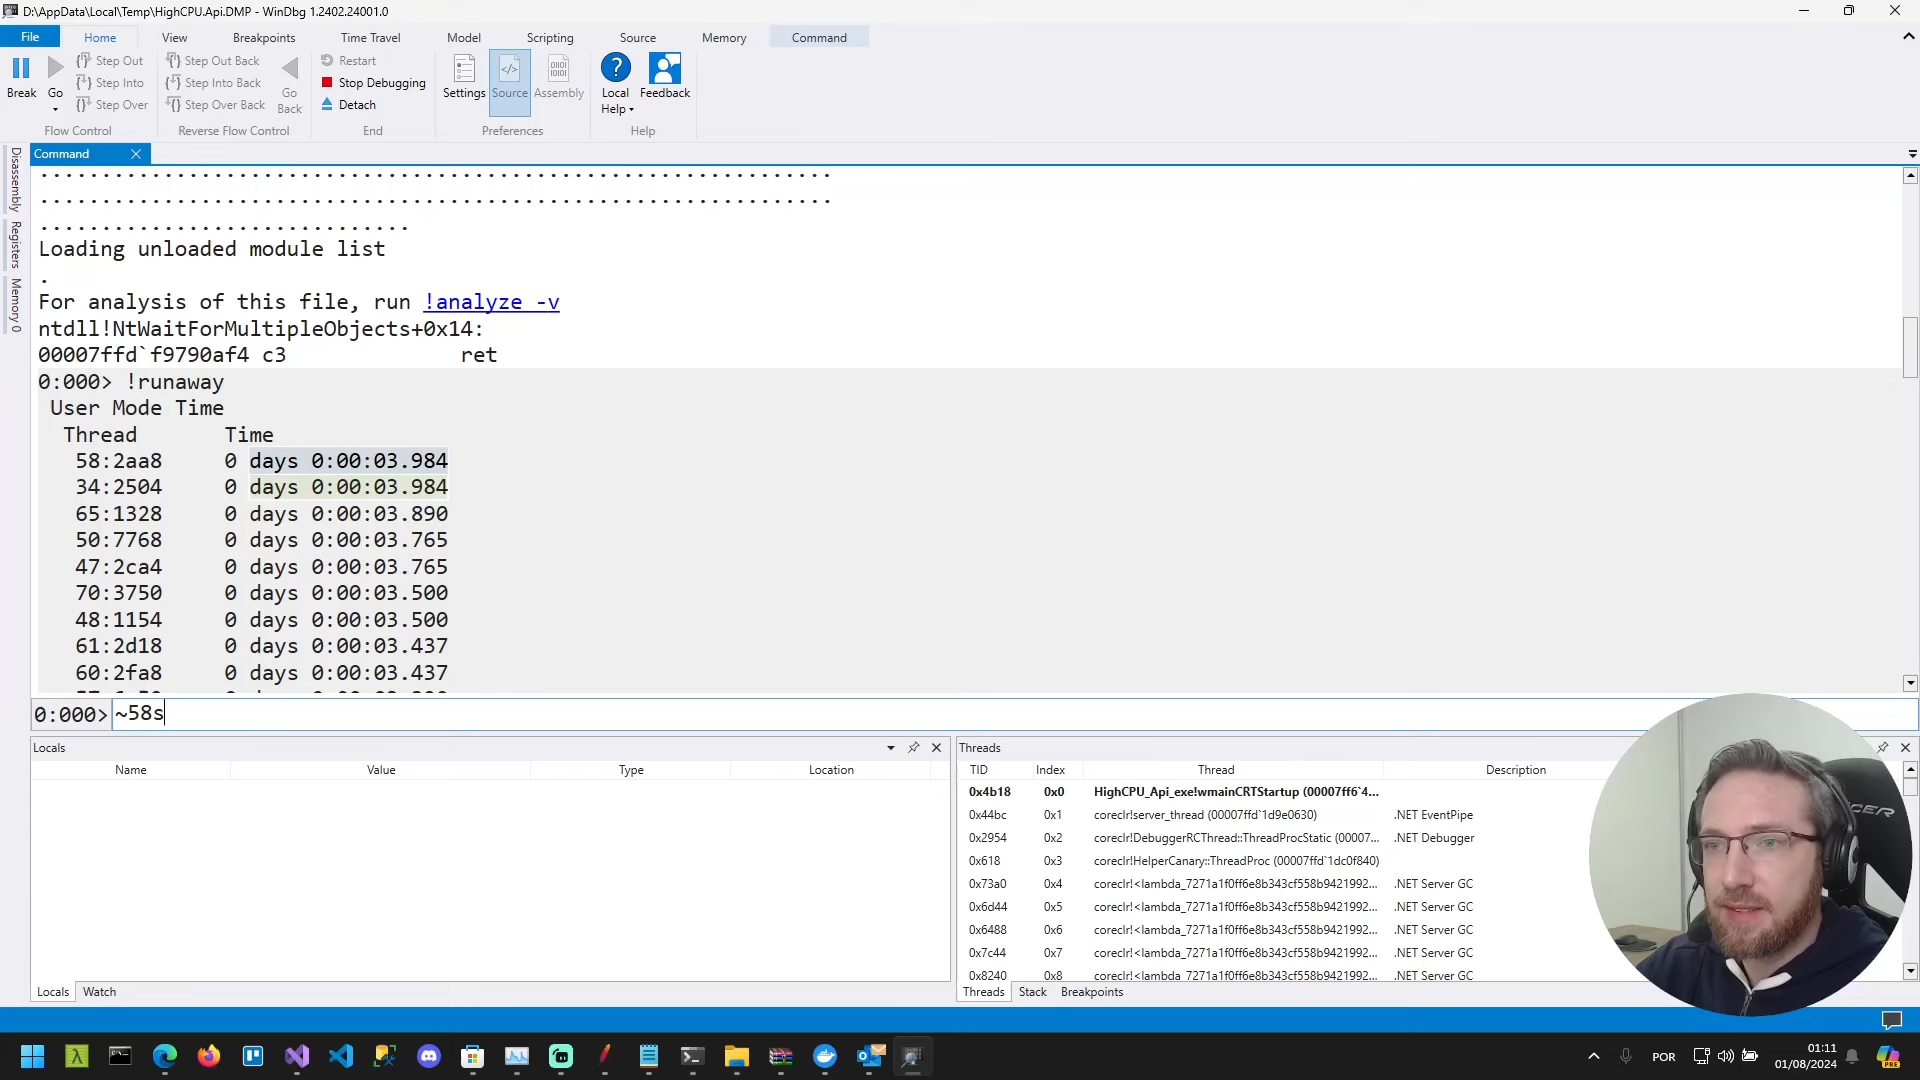 D:\AppData\Local\Temp\HighCPU.Api.DMP - WinDbg 1.2402.24001.0
File Home View Breakpoints Time Travel Model Scripting Source Memory Command
Break Go
Step Out
Step Into
Step Over
Flow Control
Step Out Back
Step Into Back
Step Over Back
Go Back
Reverse Flow Control
Restart
Stop Debugging
Detach
End
Settings Source Assembly
Preferences
Local Help
Feedback
Help
Disassembly
Registers
Memory 0
Command
................................................................
................................................................
..............................
Loading unloaded module list
.
For analysis of this file, run !analyze -v
ntdll!NtWaitForMultipleObjects+0x14:
00007ffd`f9790af4 c3 ret
0:000> !runaway
User Mode Time
Thread Time
58:2aa8 0 days 0:00:03.984
34:2504 0 days 0:00:03.984
65:1328 0 days 0:00:03.890
50:7768 0 days 0:00:03.765
47:2ca4 0 days 0:00:03.765
70:3750 0 days 0:00:03.500
48:1154 0 days 0:00:03.500
61:2d18 0 days 0:00:03.437
60:2fa8 0 days 0:00:03.437
0:000> ~58s
Locals
Name Value Type Location
Locals Watch
Threads
TID Index Thread Description
0x4b18 0x0 HighCPU_Api_exe!wmainCRTStartup (00007ff6`4...
0x44bc 0x1 coreclr!server_thread (00007ffd`1d9e0630) .NET EventPipe
0x2954 0x2 coreclr!DebuggerRCThread::ThreadProcStatic (00007... .NET Debugger
0x618 0x3 coreclr!HelperCanary::ThreadProc (00007ffd`1dc0f840)
0x73a0 0x4 coreclr!<lambda_7271a1f0ff6e8b343cf558b9421992... .NET Server GC
0x6d44 0x5 coreclr!<lambda_7271a1f0ff6e8b343cf558b9421992... .NET Server GC
0x6488 0x6 coreclr!<lambda_7271a1f0ff6e8b343cf558b9421992... .NET Server GC
0x7c44 0x7 coreclr!<lambda_7271a1f0ff6e8b343cf558b9421992... .NET Server GC
0x8240 0x8 coreclr!<lambda_7271a1f0ff6e8b343cf558b9421992... .NET Server GC
Threads Stack Breakpoints
POR
01:11
01/08/2024